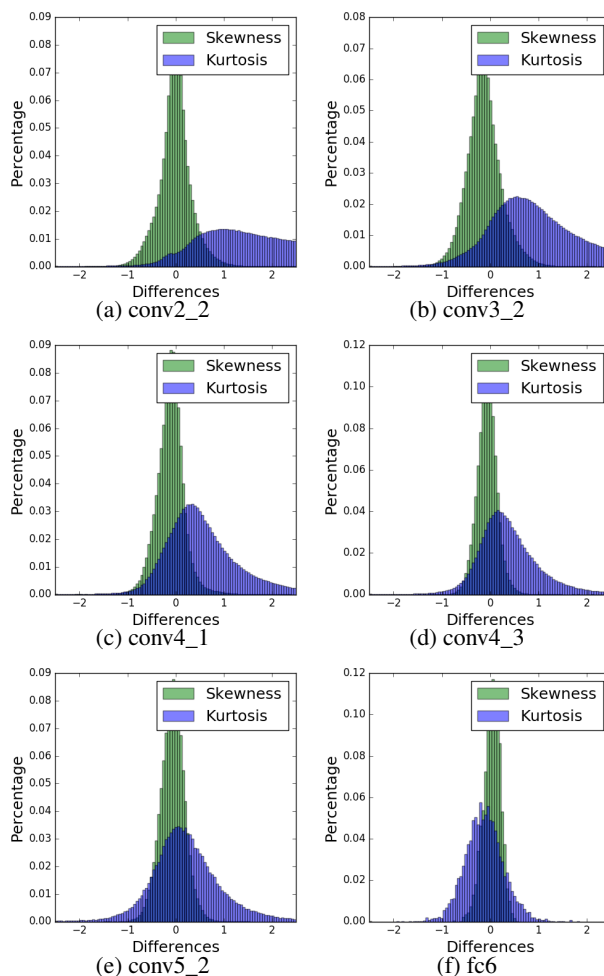 0.09
0.08
0.07
0.06
0.05
0.04
0.03
0.02
0.01
0.00
Percentage
Skewness
Kurtosis
−2 −1 0 1 2
Differences
(a) conv2_2
0.08
0.07
0.06
0.05
0.04
0.03
0.02
0.01
0.00
Percentage
Skewness
Kurtosis
−2 −1 0 1 2
Differences
(b) conv3_2
0.09
0.08
0.07
0.06
0.05
0.04
0.03
0.02
0.01
0.00
Percentage
Skewness
Kurtosis
−2 −1 0 1 2
Differences
(c) conv4_1
0.12
0.10
0.08
0.06
0.04
0.02
0.00
Percentage
Skewness
Kurtosis
−2 −1 0 1 2
Differences
(d) conv4_3
0.09
0.08
0.07
0.06
0.05
0.04
0.03
0.02
0.01
0.00
Percentage
Skewness
Kurtosis
−2 −1 0 1 2
Differences
(e) conv5_2
0.12
0.10
0.08
0.06
0.04
0.02
0.00
Percentage
Skewness
Kurtosis
−2 −1 0 1 2
Differences
(f) fc6